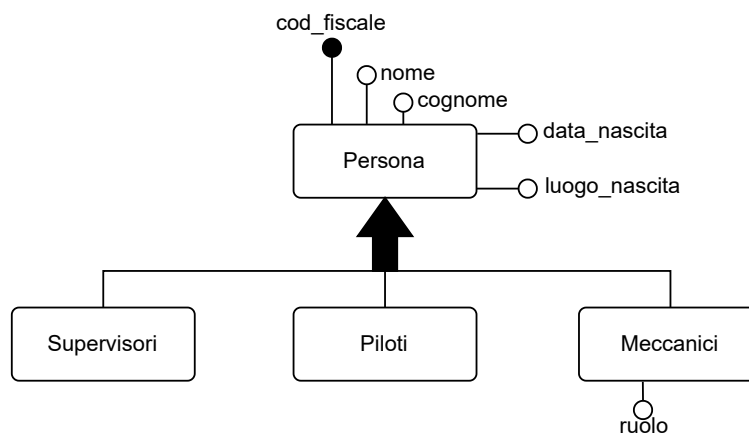 cod_fiscale
nome
cognome
data_nascita
Persona
luogo_nascita
Supervisori
Piloti
Meccanici
ruolo